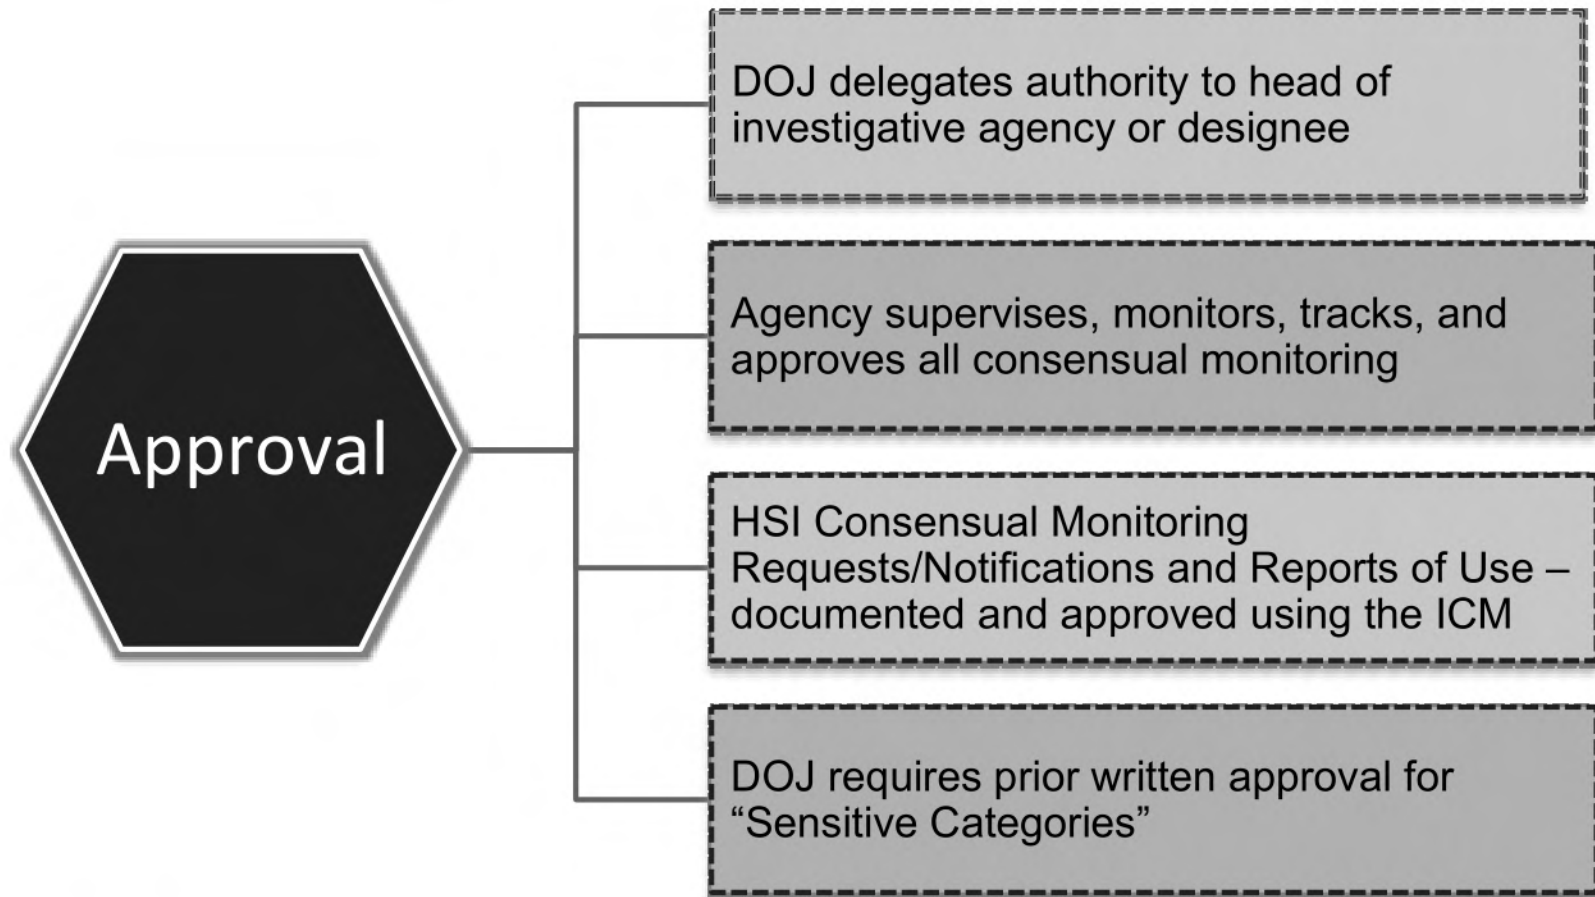 Approval
DOJ delegates authority to head of
investigative agency or designee
Agency supervises, monitors, tracks, and
approves all consensual monitoring
HSI Consensual Monitoring
Requests/Notifications and Reports of Use –
documented and approved using the ICM
DOJ requires prior written approval for
“Sensitive Categories”